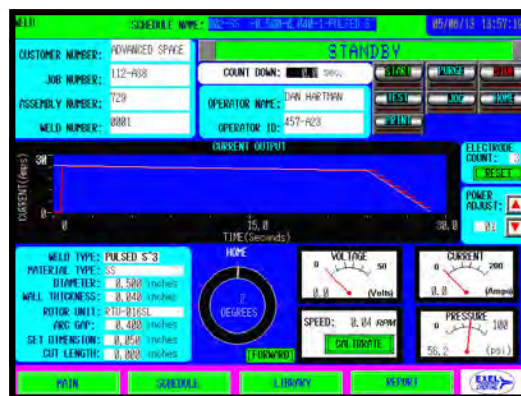 WELD
SCHEDULE NAME:
05/06/13 13:57:1
CUSTOMER NUMBER: ADVANCED SPACE
JOB NUMBER: 112-A38
ASSEMBLY NUMBER: 729
WELD NUMBER: 0001
STANDBY
COUNT DOWN: 0.0 sec.
OPERATOR NAME: DAN HARTMAN
OPERATOR ID: 457-A23
START PURGE STOP
TEST JOG HOME
PRINT
CURRENT OUTPUT
CURRENT(Amps)
30
0
0 15.0 30.0
TIME(Seconds)
ELECTRODE
COUNT: 3
RESET
POWER
ADJUST:
01
WELD TYPE: PULSED S^3
MATERIAL TYPE: SS
DIAMETER: 0.500 inches
WALL THICKNESS: 0.040 inches
ROTOR UNIT: RTU-016SL
ARC GAP: 0.400 inches
SET DIMENSION: 0.050 inches
CUT LENGTH: 0.000 inches
HOME
2
DEGREES
[FORWARD]
VOLTAGE
0 50
0.0 (Volts)
CURRENT
0 200
0.0 (Amps)
SPEED: 0.04 RPM
CALIBRATE
PRESSURE
0 100
56.2 (psi)
MAIN SCHEDULE LIBRARY REPORT
EXEL